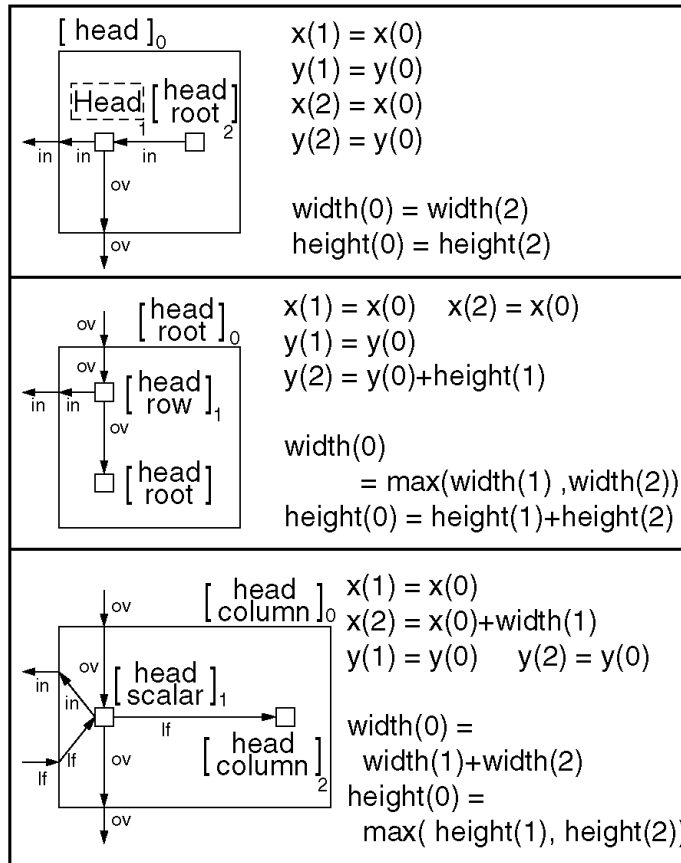 [ head ]0
Head 1
[ head root ] 2
in
in
in
ov
ov
x(1) = x(0)
y(1) = y(0)
x(2) = x(0)
y(2) = y(0)
width(0) = width(2)
height(0) = height(2)
ov
[ head root ]0
ov
[ head row ]1
in
in
ov
[ head root ]
x(1) = x(0) x(2) = x(0)
y(1) = y(0)
y(2) = y(0)+height(1)
width(0)
= max(width(1) ,width(2))
height(0) = height(1)+height(2)
ov
[ head column ]0
ov
[ head scalar ]1
in
in
lf
lf
lf
ov
[ head column ]2
ov
x(1) = x(0)
x(2) = x(0)+width(1)
y(1) = y(0) y(2) = y(0)
width(0) =
width(1)+width(2)
height(0) =
max( height(1), height(2))